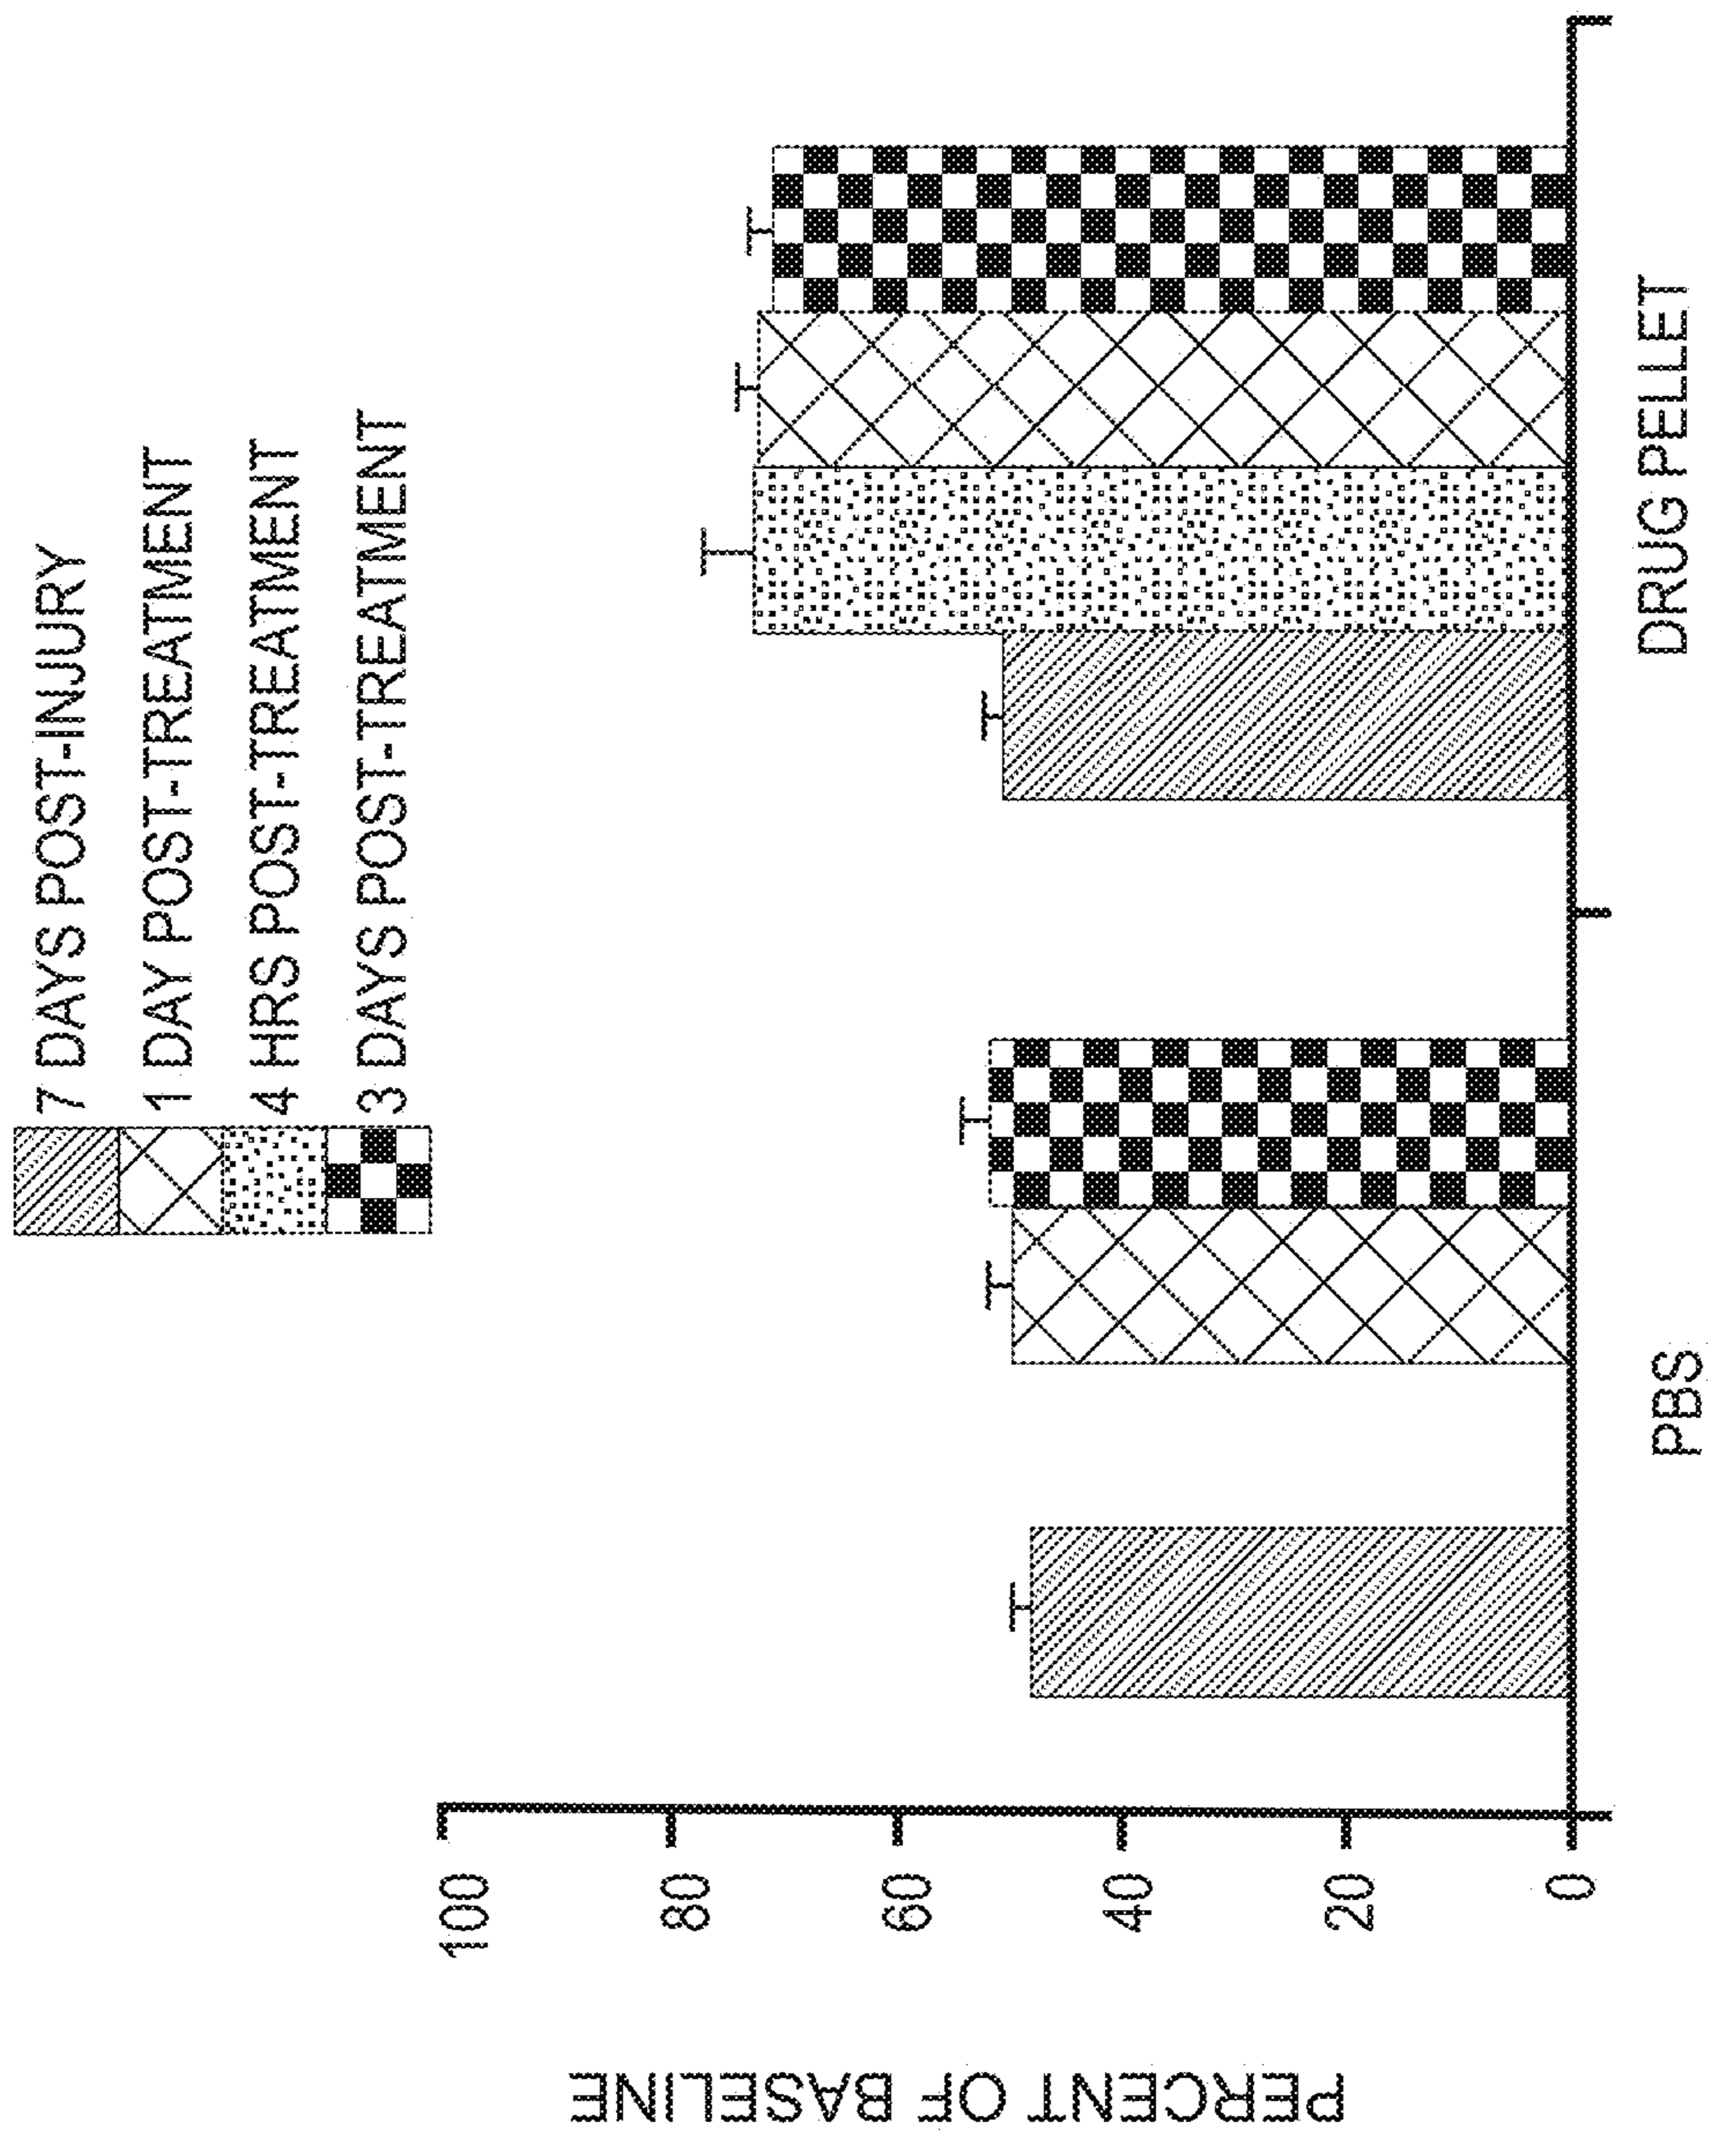 7 DAYS POST-INJURY
1 DAY POST-TREATMENT
4 HRS POST-TREATMENT
3 DAYS POST-TREATMENT
PERCENT OF BASELINE
100
80
60
40
20
0
PBS
DRUG PELLET